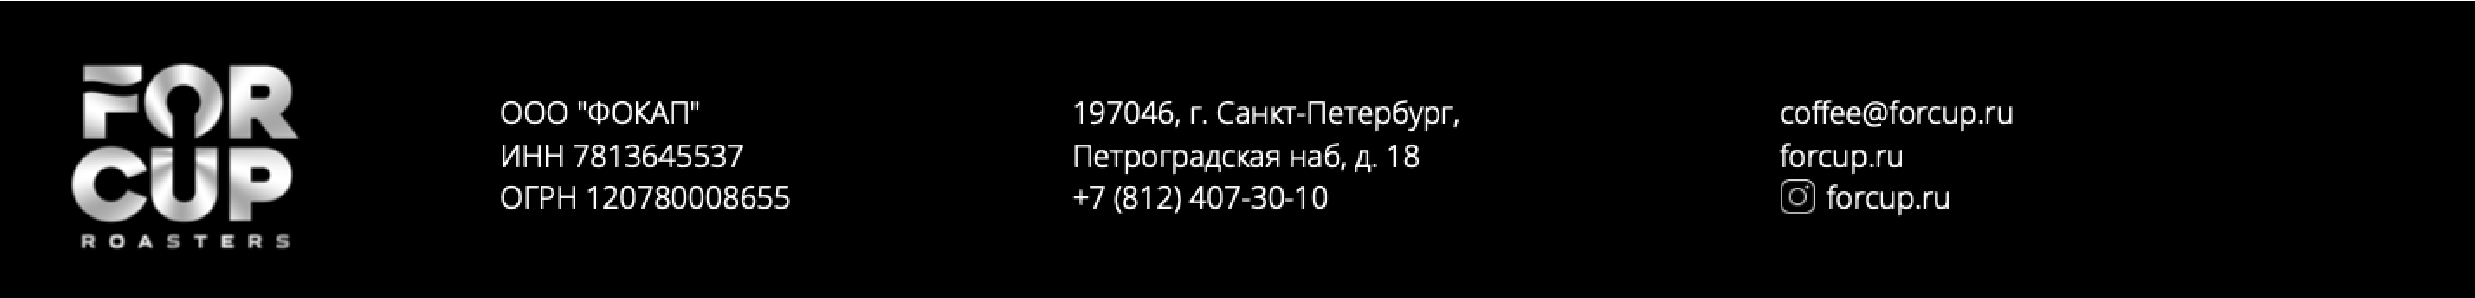 FOR
CUP
ROASTERS
ООО "ФОКАП"
ИНН 7813645537
ОГРН 120780008655
197046, г. Санкт-Петербург,
Петроградская наб, д. 18
+7 (812) 407-30-10
coffee@forcup.ru
forcup.ru
forcup.ru